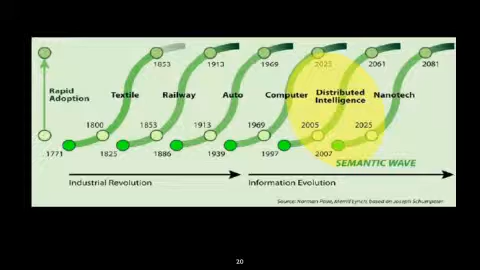 1853 1913 1969 2025 2061 2081
Rapid Adoption
Textile Railway Auto Computer Distributed Intelligence Nanotech
1800 1853 1913 1969 2005 2025
1771 1825 1886 1939 1997 2007
SEMANTIC WAVE
Industrial Revolution Information Evolution
Source: Norman Poire, Merrill Lynch, based on Joseph Schumpeter
20